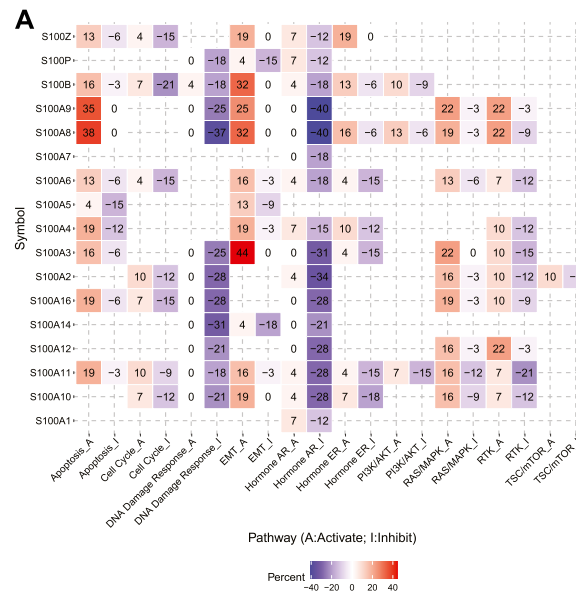 A
Symbol
S100Z 13 −6 4 −15 19 0 7 −12 19 0
S100P 0 −18 4 −15 7 −12
S100B 16 −3 7 −21 4 −18 32 0 4 −18 13 −6 10 −9
S100A9 35 0 0 −25 25 0 −40 22 −3 22 −3
S100A8 38 0 0 −37 32 0 −40 16 −6 13 −6 19 −3 22 −9
S100A7 0 −18
S100A6 13 −6 4 −15 16 −3 4 −18 4 −15 13 −6 7 −12
S100A5 4 −15 13 −9
S100A4 19 −12 19 −3 7 −15 10 −12 10 −12
S100A3 16 −6 0 −25 44 0 0 −31 4 −15 22 0 10 −15
S100A2 10 −12 0 −28 4 −34 16 −3 10 −12 10 −
S100A16 19 −6 7 −15 0 −28 0 −28 19 −3 10 −9
S100A14 0 −31 4 −18 0 −21
S100A12 0 −21 0 −28 16 −3 22 −3
S100A11 19 −3 10 −9 0 −18 16 −3 4 −28 4 −15 7 −15 16 −12 7 −21
S100A10 7 −12 0 −21 19 0 4 −28 7 −18 16 −9 7 −12
S100A1 7 −12
Apoptosis_A
Apoptosis_I
Cell Cycle_A
Cell Cycle_I
DNA Damage Response_A
DNA Damage Response_I
EMT_A
EMT_I
Hormone AR_A
Hormone AR_I
Hormone ER_A
Hormone ER_I
PI3K/AKT_A
PI3K/AKT_I
RAS/MAPK_A
RAS/MAPK_I
RTK_A
RTK_I
TSC/mTOR_A
TSC/mTOR_
Pathway (A:Activate; I:Inhibit)
Percent
−40 −20 0 20 40